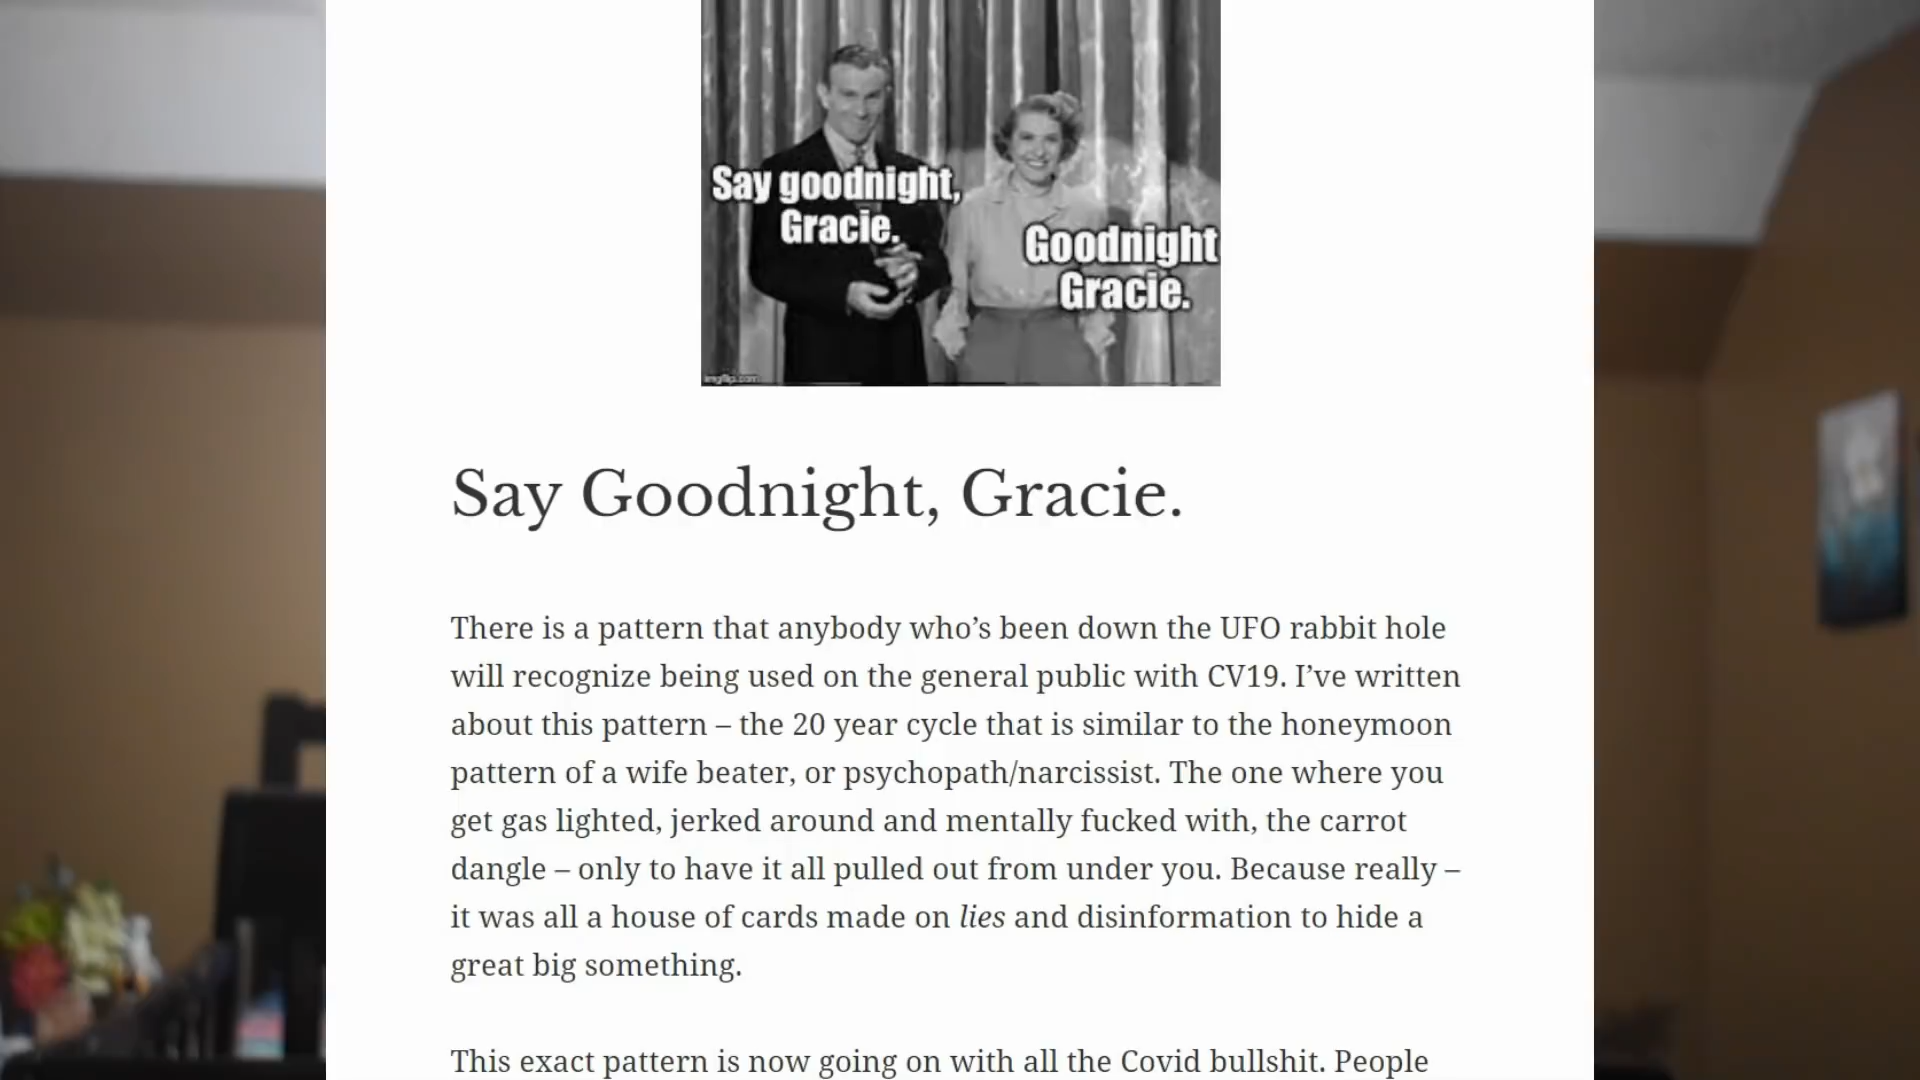 Say goodnight,
Gracie.
Goodnight
Gracie.
imgflip.com
Say Goodnight, Gracie.
There is a pattern that anybody who’s been down the UFO rabbit hole
will recognize being used on the general public with CV19. I’ve written
about this pattern – the 20 year cycle that is similar to the honeymoon
pattern of a wife beater, or psychopath/narcissist. The one where you
get gas lighted, jerked around and mentally fucked with, the carrot
dangle – only to have it all pulled out from under you. Because really –
it was all a house of cards made on lies and disinformation to hide a
great big something.
This exact pattern is now going on with all the Covid bullshit. People